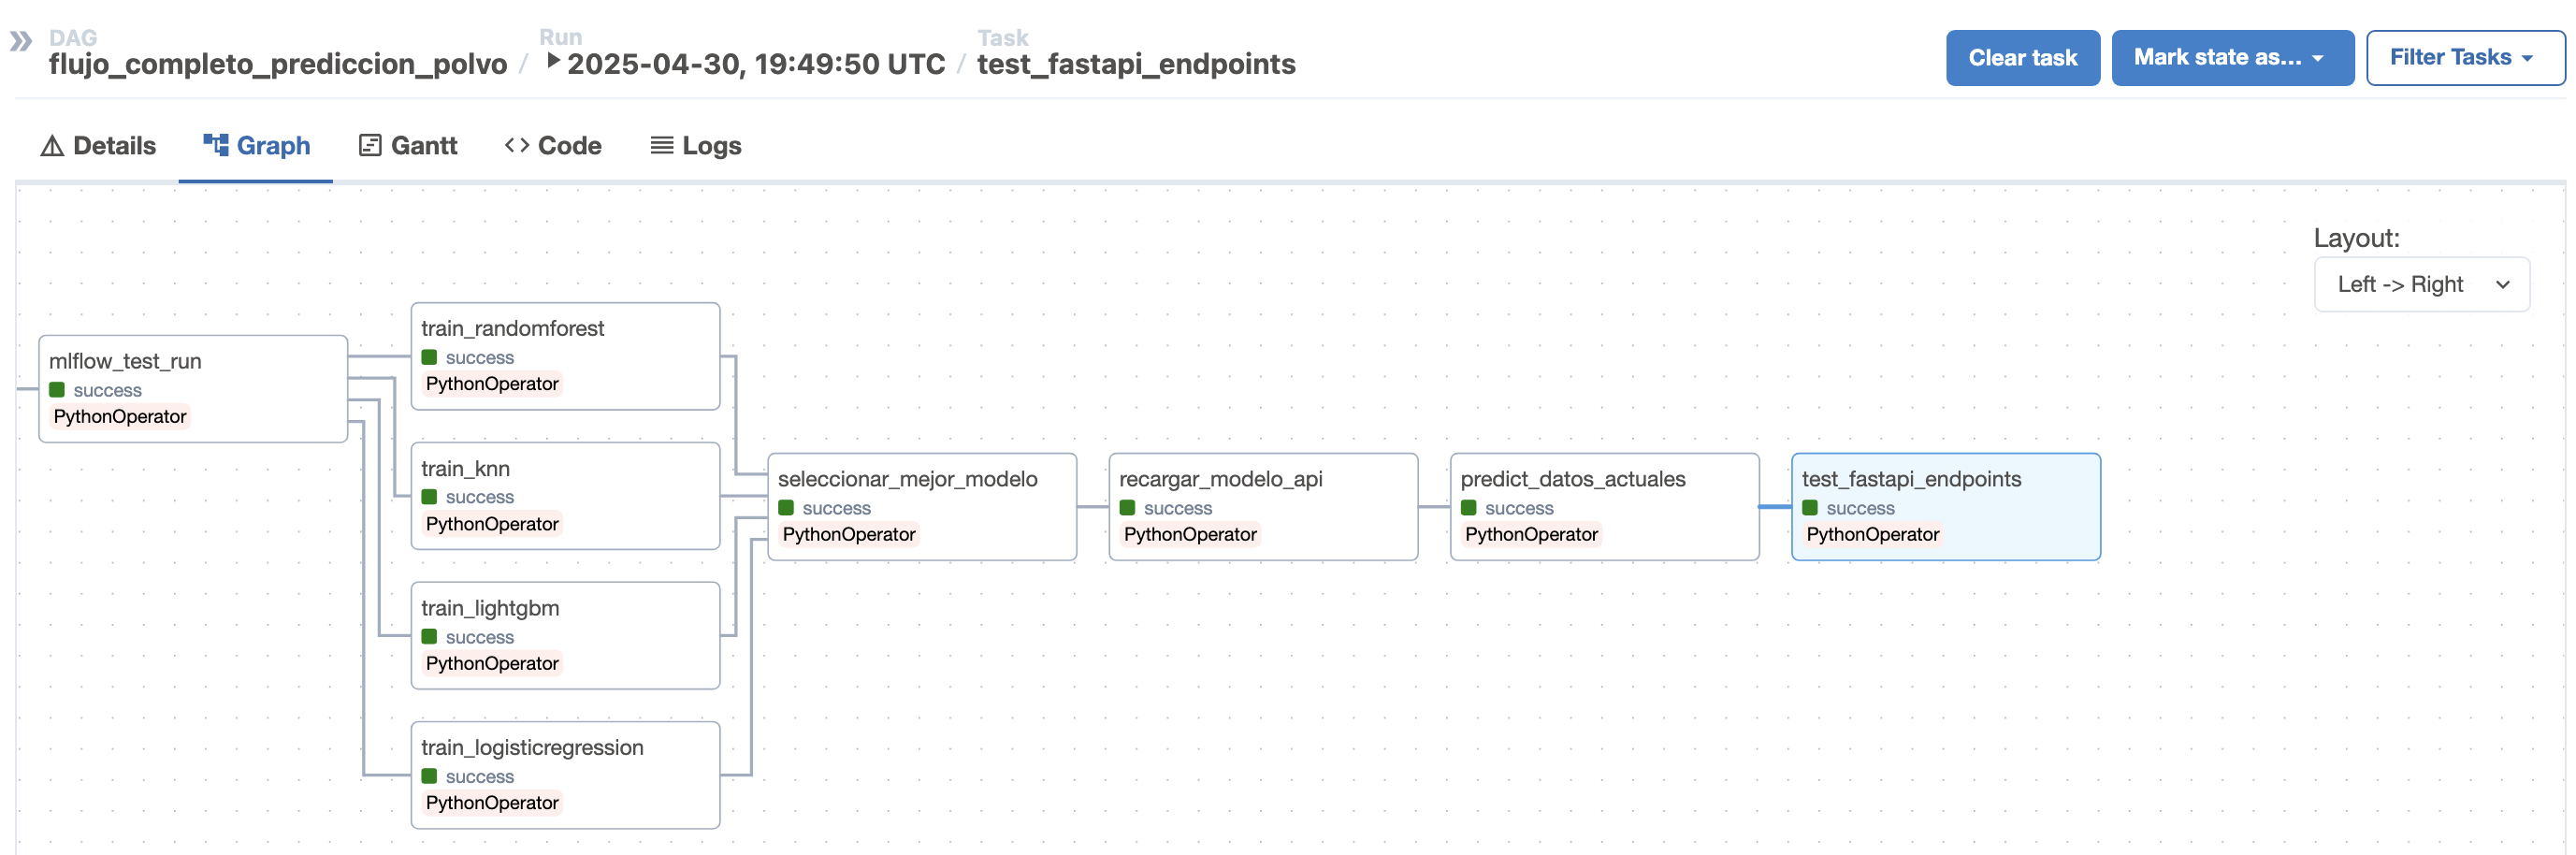 DAG
flujo_completo_prediccion_polvo / 
Run
2025-04-30, 19:49:50 UTC /
Task
test_fastapi_endpoints
Clear task
Mark state as...
Filter Tasks
Details
Graph
Gantt
Code
Logs
Layout:
Left -> Right
mlflow_test_run
success
PythonOperator
train_randomforest
success
PythonOperator
train_knn
success
PythonOperator
train_lightgbm
success
PythonOperator
train_logisticregression
success
PythonOperator
seleccionar_mejor_modelo
success
PythonOperator
recargar_modelo_api
success
PythonOperator
predict_datos_actuales
success
PythonOperator
test_fastapi_endpoints
success
PythonOperator